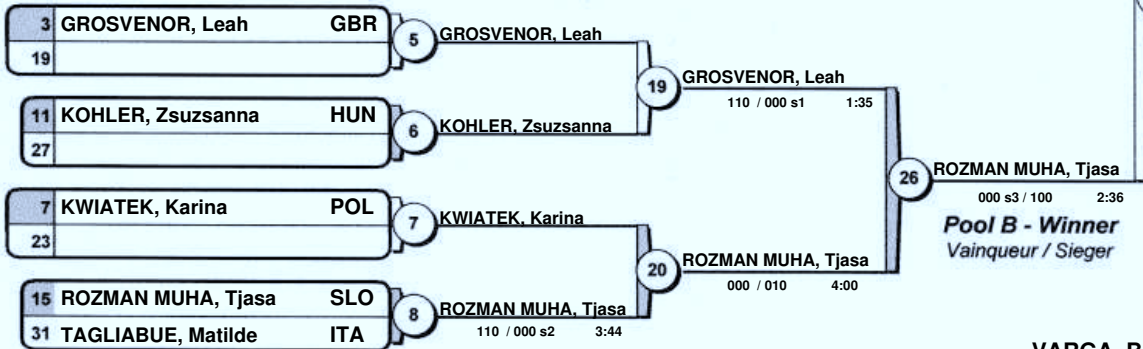 3 GROSVENOR, Leah GBR
19
5 GROSVENOR, Leah
11 KOHLER, Zsuzsanna HUN
27
6 KOHLER, Zsuzsanna
19 GROSVENOR, Leah
110 / 000 s1 1:35
7 KWIATEK, Karina POL
23
7 KWIATEK, Karina
15 ROZMAN MUHA, Tjasa SLO
31 TAGLIABUE, Matilde ITA
8 ROZMAN MUHA, Tjasa
110 / 000 s2 3:44
20 ROZMAN MUHA, Tjasa
000 / 010 4:00
26 ROZMAN MUHA, Tjasa
000 s3 / 100 2:36
Pool B - Winner
Vainqueur / Sieger
VARGA,